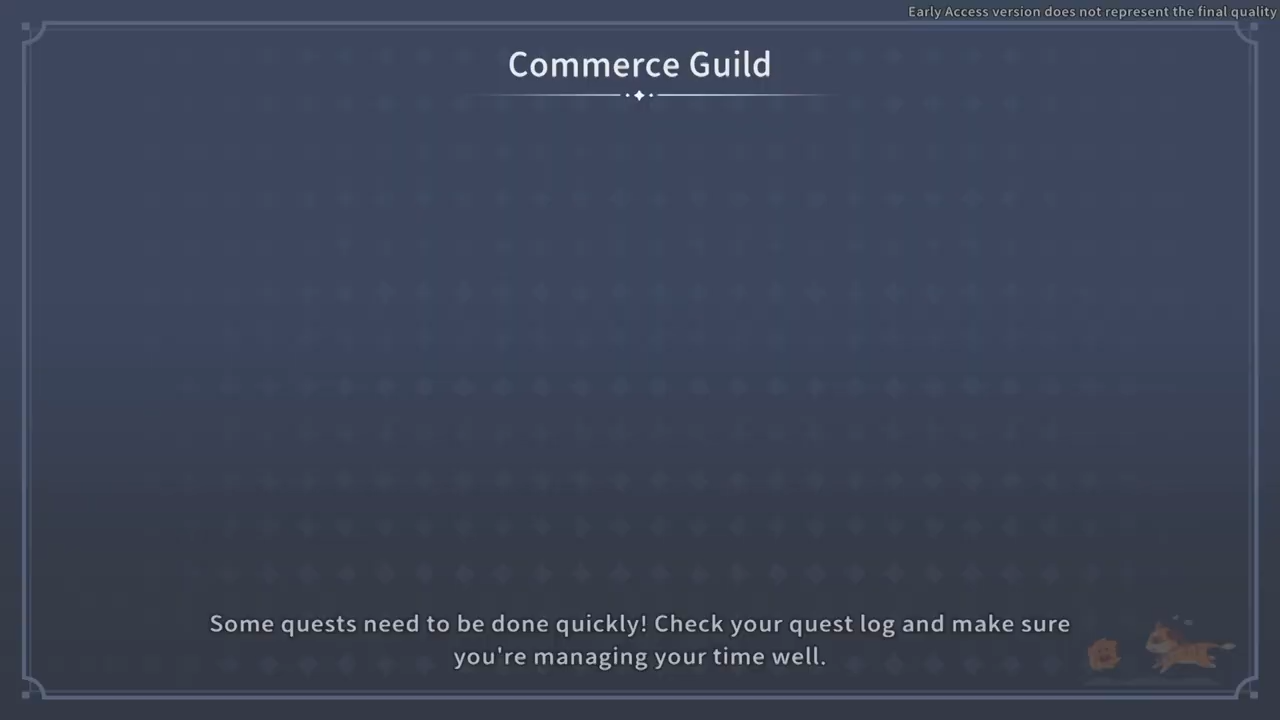 Early Access version does not represent the final quality
Commerce Guild
Some quests need to be done quickly! Check your quest log and make sure
you're managing your time well.